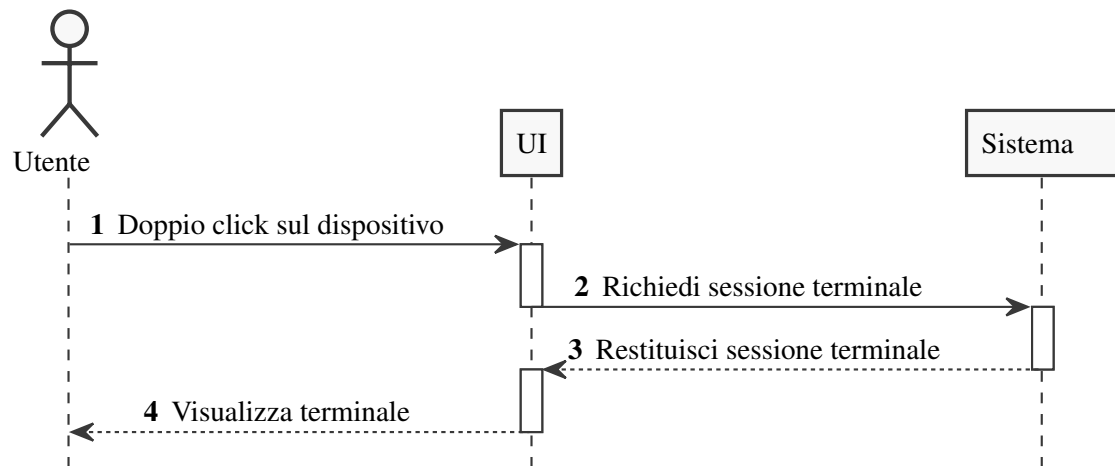 Utente
UI
Sistema
1 Doppio click sul dispositivo
2 Richiedi sessione terminale
3 Restituisci sessione terminale
4 Visualizza terminale